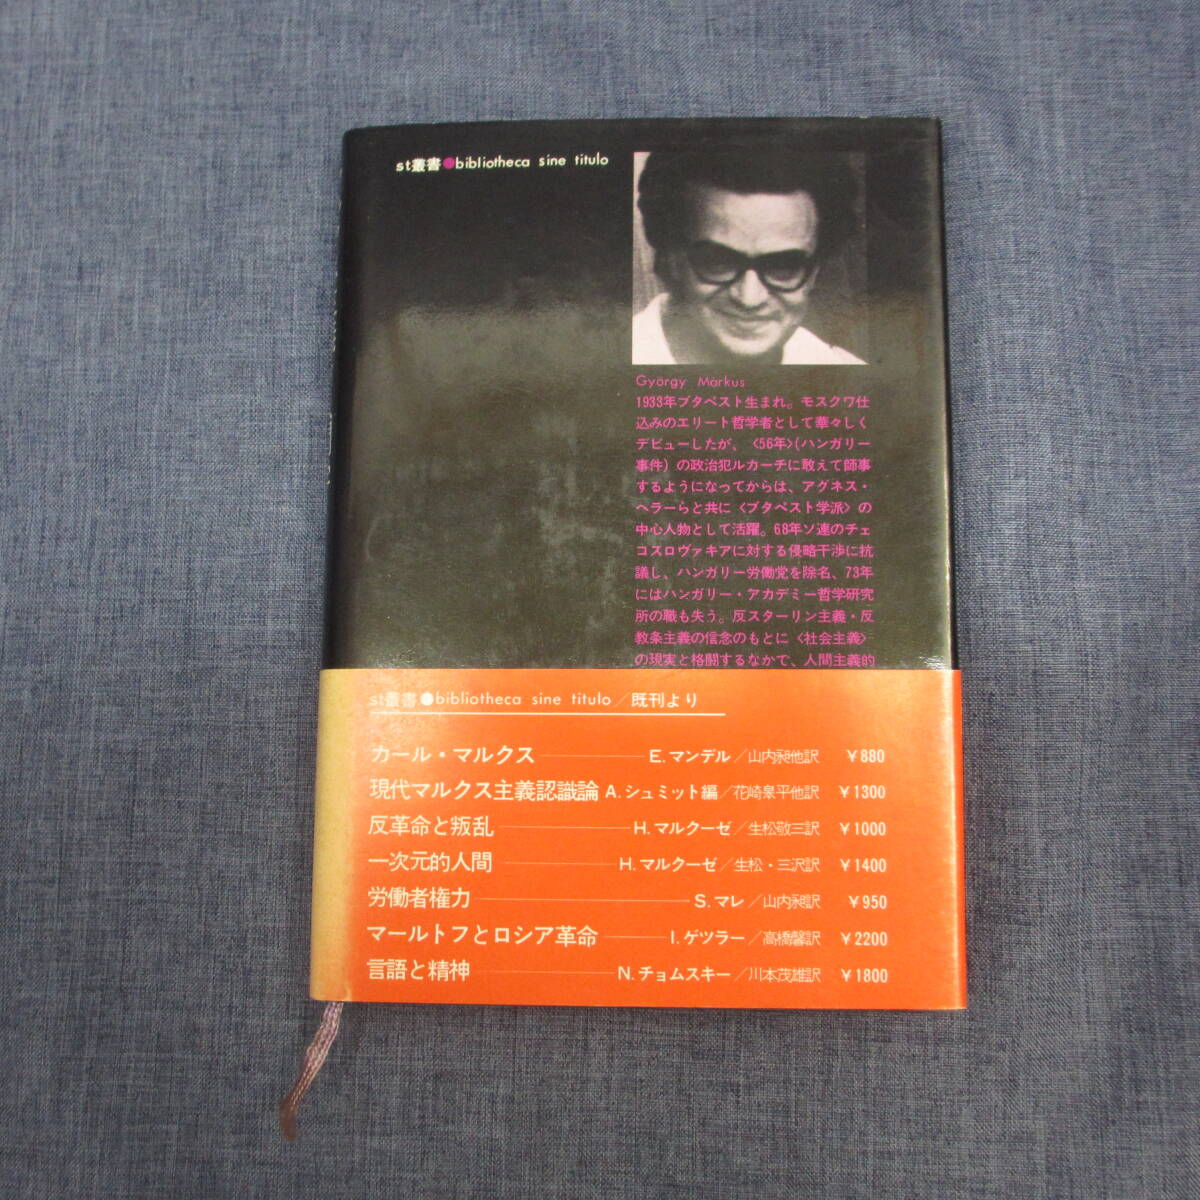 st叢書●bibliotheca sine titulo
György Márkus
1933年ブタペスト生まれ。モスクワ仕
込みのエリート哲学者として華々しく
デビューしたが、〈56年〉(ハンガリー
事件)の政治犯ルカーチに敢えて師事
するようになってからは、アグネス・
ヘラーらと共に〈ブタペスト学派〉の
中心人物として活躍。68年ソ連のチェ
コスロヴァキアに対する侵略干渉に抗
議し、ハンガリー労働党を除名、73年
にはハンガリー・アカデミー哲学研究
所の職も失う。反スターリン主義・反
教条主義の信念のもとに〈社会主義〉
の現実と格闘するなかで、人間主義的
st叢書●bibliotheca sine titulo／既刊より
カール・マルクス E.マンデル／山内昶他訳 ￥880
現代マルクス主義認識論 A.シュミット編／花崎皋平他訳 ￥1300
反革命と叛乱 H.マルクーゼ／生松敬三訳 ￥1000
一次元的人間 H.マルクーゼ／生松・三沢訳 ￥1400
労働者権力 S.マレ／山内昶訳 ￥950
マールトフとロシア革命 I.ゲツラー／高橋馨訳 ￥2200
言語と精神 N.チョムスキー／川本茂雄訳 ￥1800